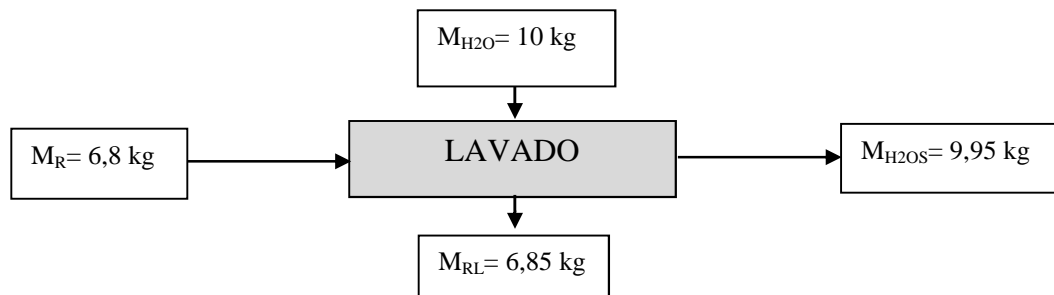 M_H2O= 10 kg
M_R= 6,8 kg
LAVADO
M_H2OS= 9,95 kg
M_RL= 6,85 kg